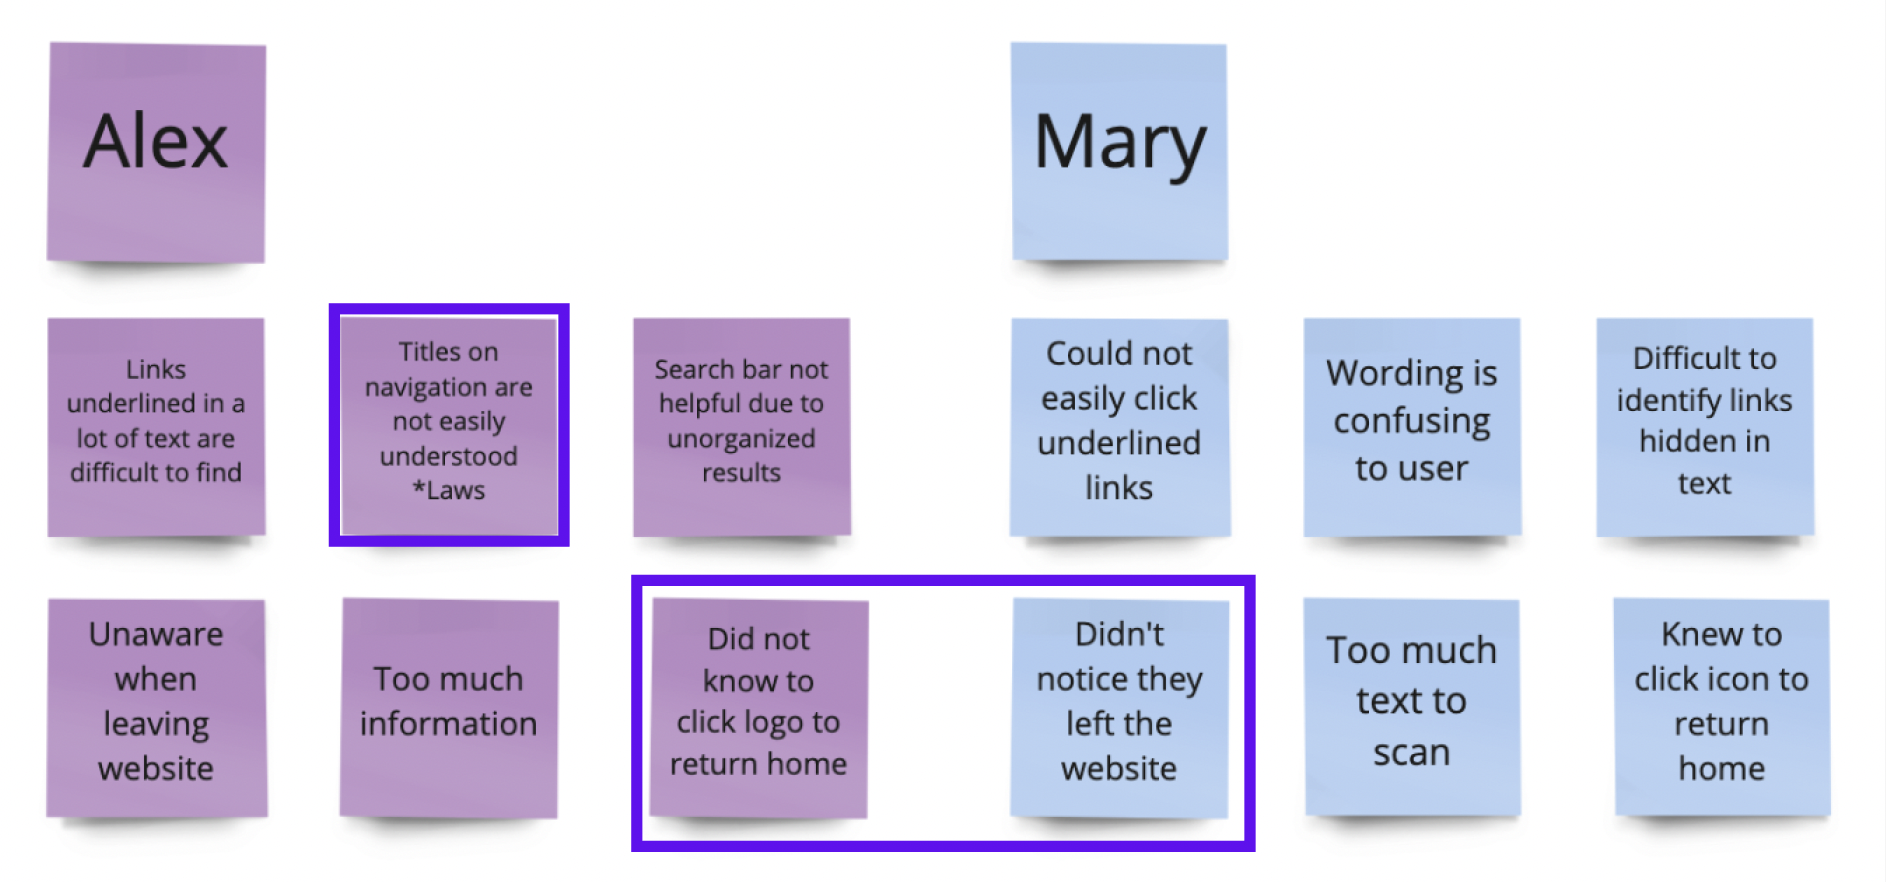 Alex
Mary
Links
underlined in a
lot of text are
difficult to find
Titles on
navigation are
not easily
understood
*Laws
Search bar not
helpful due to
unorganized
results
Could not
easily click
underlined
links
Wording is
confusing
to user
Difficult to
identify links
hidden in
text
Unaware
when
leaving
website
Too much
information
Did not
know to
click logo to
return home
Didn't
notice they
left the
website
Too much
text to
scan
Knew to
click icon to
return
home